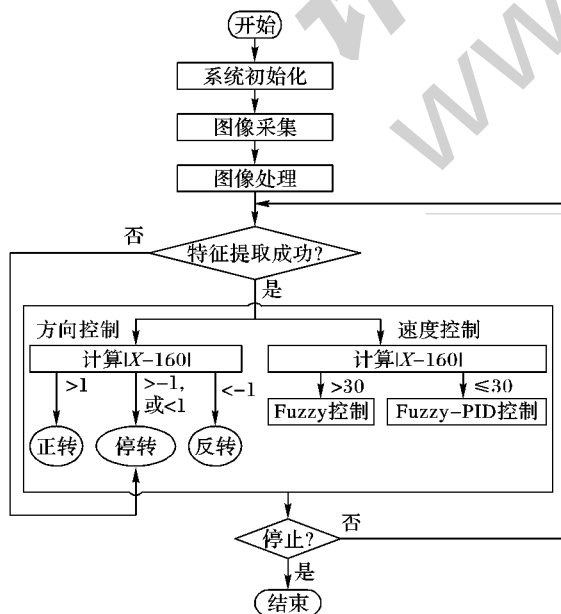 开始
系统初始化
图像采集
图像处理
特征提取成功?
否
是
方向控制
速度控制
计算|X-160|
计算|X-160|
>1
>-1,
或<1
<-1
>30
≤30
正转
停转
反转
Fuzzy控制
Fuzzy-PID控制
停止?
否
是
结束